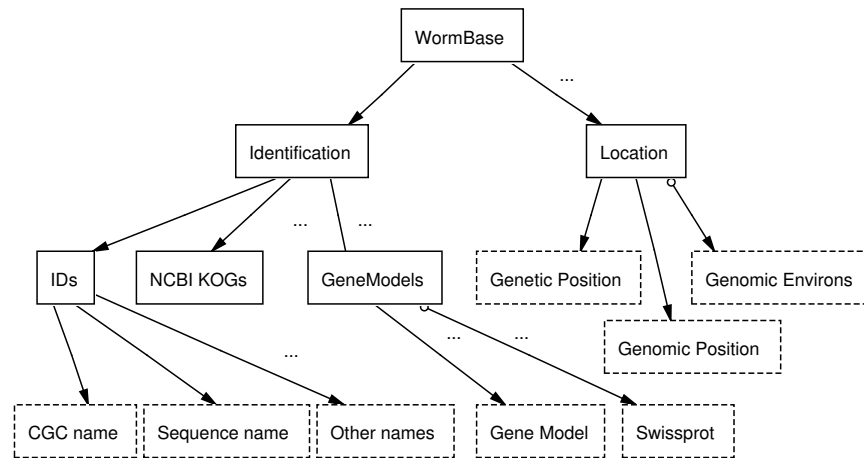 WormBase
...
Identification
Location
... ...
IDs
NCBI KOGs
GeneModels
Genetic Position
Genomic Environs
Genomic Position
...
...
...
CGC name
Sequence name
Other names
Gene Model
Swissprot